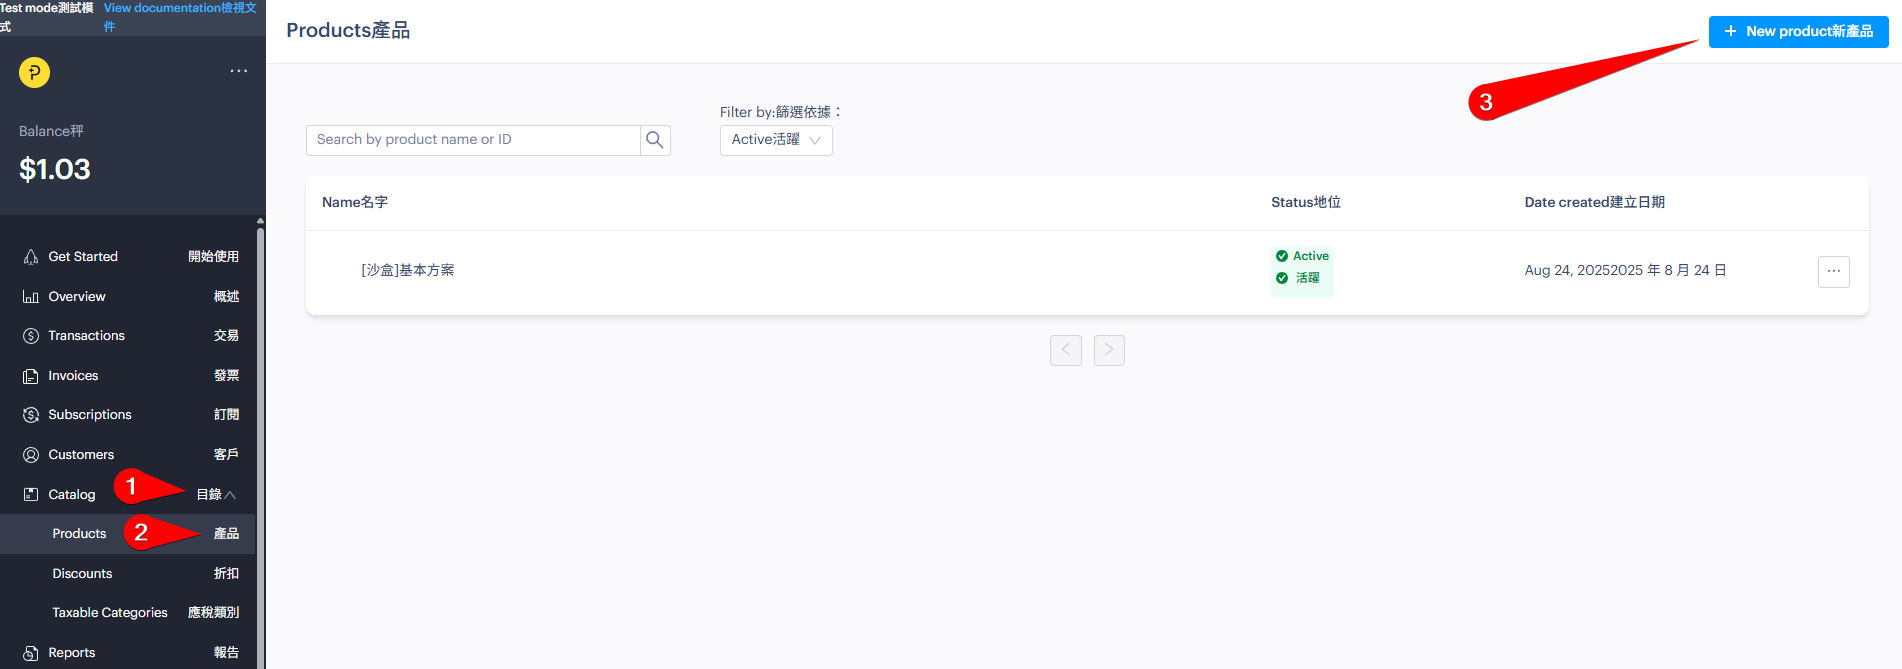 Test mode測試模式
View documentation檢視文件
Balance秤
$1.03
Get Started 開始使用
Overview 概述
Transactions 交易
Invoices 發票
Subscriptions 訂閱
Customers 客戶
Catalog 1 目錄
Products 2 產品
Discounts 折扣
Taxable Categories 應稅類別
Reports 報告
Products產品
+ New product新產品
3
Filter by:篩選依據：
Search by product name or ID
Active活躍
Name名字 Status地位 Date created建立日期
[沙盒]基本方案
Active
活躍
Aug 24, 20252025 年 8 月 24 日